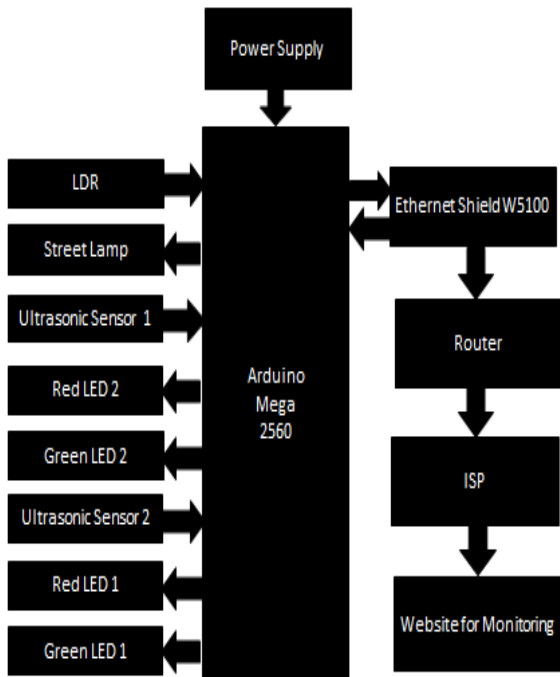 Power Supply
LDR
Street Lamp
Ultrasonic Sensor 1
Red LED 2
Green LED 2
Ultrasonic Sensor 2
Red LED 1
Green LED 1
Arduino
Mega
2560
Ethernet Shield W5100
Router
ISP
Website for Monitoring